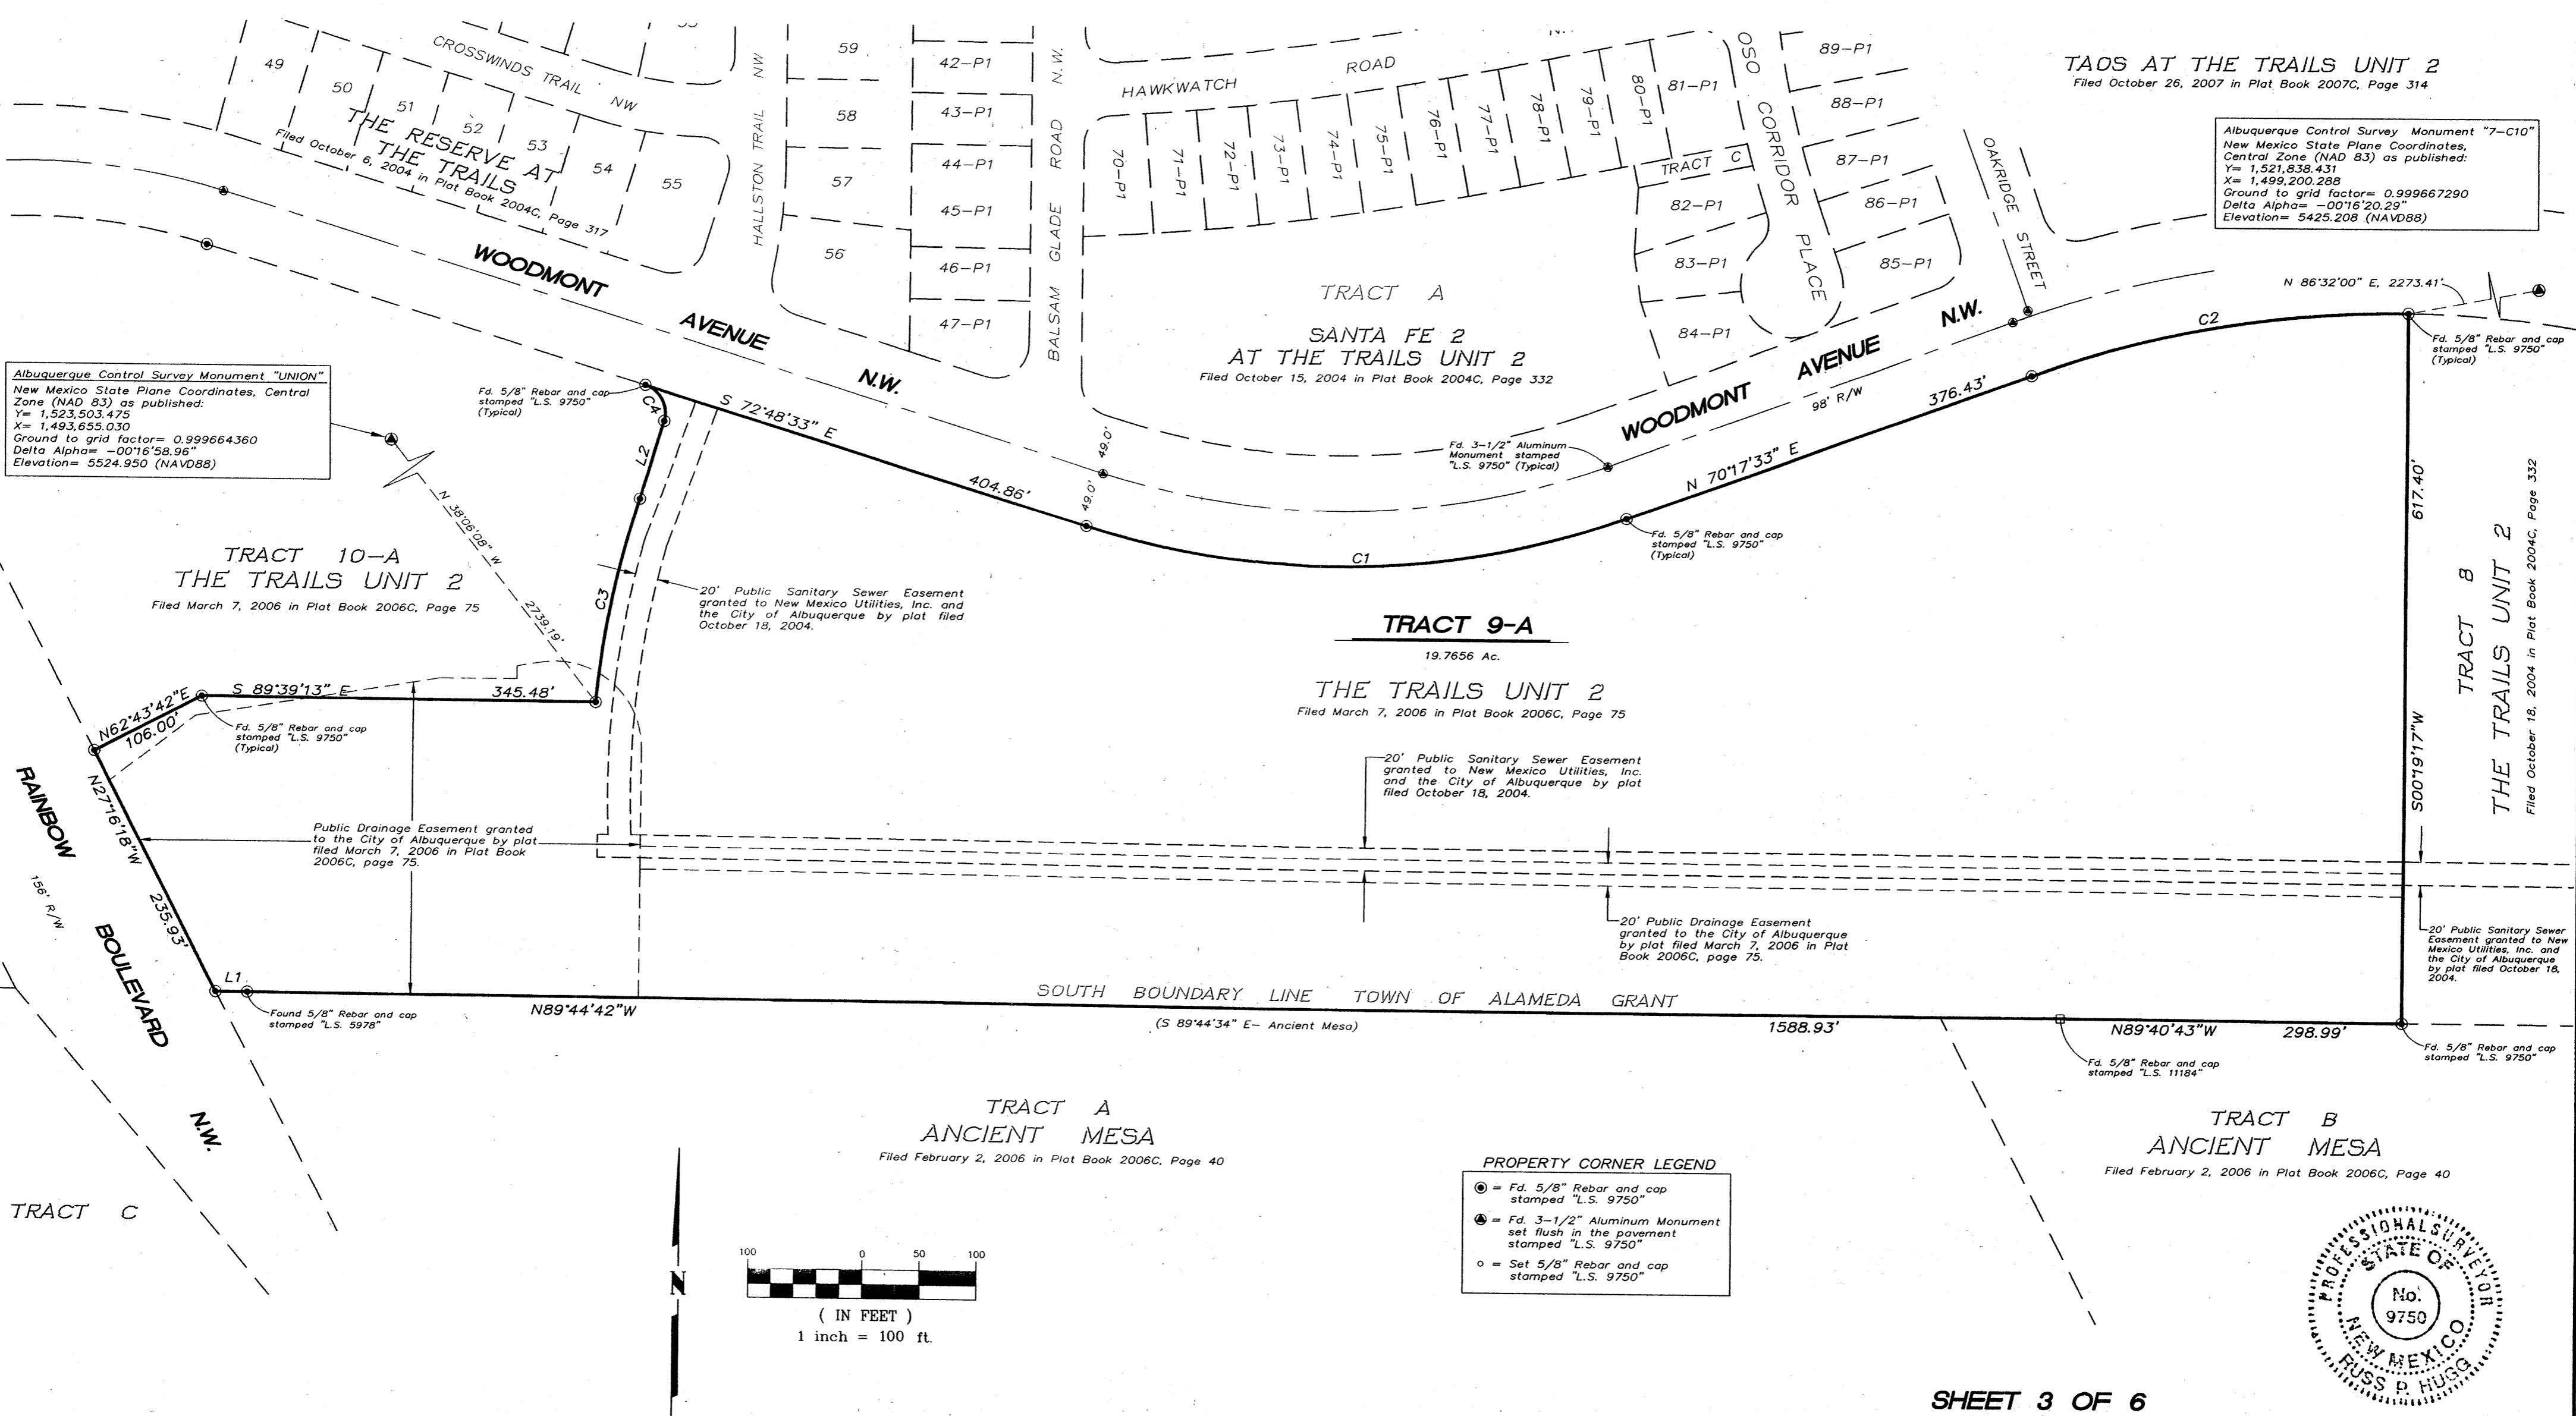 49
50
51
52
53
54
55
CROSSWINDS TRAIL NW
THE RESERVE AT
THE TRAILS
Filed October 6, 2004 in Plat Book 2004C, Page 317
HALLSTON TRAIL NW
59
58
57
56
42-P1
43-P1
44-P1
45-P1
46-P1
47-P1
BALSAM GLADE ROAD N.W.
HAWKWATCH ROAD
70-P1
71-P1
72-P1
73-P1
74-P1
75-P1
76-P1
77-P1
78-P1
79-P1
80-P1
81-P1
TRACT C
82-P1
83-P1
84-P1
OSO CORRIDOR PLACE
89-P1
88-P1
87-P1
86-P1
85-P1
OAKRIDGE STREET
TAOS AT THE TRAILS UNIT 2
Filed October 26, 2007 in Plat Book 2007C, Page 314
Albuquerque Control Survey Monument "7-C10"
New Mexico State Plane Coordinates,
Central Zone (NAD 83) as published:
Y= 1,521,838.431
X= 1,499,200.288
Ground to grid factor= 0.999667290
Delta Alpha= -00°16'20.29"
Elevation= 5425.208 (NAVD88)
N 86°32'00" E, 2273.41'
WOODMONT AVENUE N.W.
TRACT A
SANTA FE 2
AT THE TRAILS UNIT 2
Filed October 15, 2004 in Plat Book 2004C, Page 332
WOODMONT AVENUE N.W.
98' R/W
C2
Fd. 5/8" Rebar and cap
stamped "L.S. 9750"
(Typical)
Albuquerque Control Survey Monument "UNION"
New Mexico State Plane Coordinates, Central
Zone (NAD 83) as published:
Y= 1,523,503.475
X= 1,493,655.030
Ground to grid factor= 0.999664360
Delta Alpha= -00°16'58.96"
Elevation= 5524.950 (NAVD88)
Fd. 5/8" Rebar and cap
stamped "L.S. 9750"
(Typical)
C4
L2
C3
S 72°48'33" E
404.86'
49.0'
49.0'
Fd. 3-1/2" Aluminum
Monument stamped
"L.S. 9750" (Typical)
N 70°17'33" E
376.43'
Fd. 5/8" Rebar and cap
stamped "L.S. 9750"
(Typical)
C1
N 38°06'08" W
2739.19'
TRACT 10-A
THE TRAILS UNIT 2
Filed March 7, 2006 in Plat Book 2006C, Page 75
20' Public Sanitary Sewer Easement
granted to New Mexico Utilities, Inc. and
the City of Albuquerque by plat filed
October 18, 2004.
TRACT 9-A
19.7656 Ac.
THE TRAILS UNIT 2
Filed March 7, 2006 in Plat Book 2006C, Page 75
617.40'
S00°19'17"W
TRACT B
THE TRAILS UNIT 2
Filed October 18, 2004 in Plat Book 2004C, Page 332
N62°43'42"E
106.00'
S 89°39'13" E
345.48'
Fd. 5/8" Rebar and cap
stamped "L.S. 9750"
(Typical)
RAINBOW BOULEVARD N.W.
156' R/W
N27°16'18"W
235.93'
Public Drainage Easement granted
to the City of Albuquerque by plat
filed March 7, 2006 in Plat Book
2006C, page 75.
20' Public Sanitary Sewer Easement
granted to New Mexico Utilities, Inc.
and the City of Albuquerque by plat
filed October 18, 2004.
20' Public Drainage Easement
granted to the City of Albuquerque
by plat filed March 7, 2006 in Plat
Book 2006C, page 75.
20' Public Sanitary Sewer
Easement granted to New
Mexico Utilities, Inc. and
the City of Albuquerque
by plat filed October 18,
2004.
L1
Found 5/8" Rebar and cap
stamped "L.S. 5978"
N89°44'42"W
SOUTH BOUNDARY LINE TOWN OF ALAMEDA GRANT
(S 89°44'34" E- Ancient Mesa)
1588.93'
N89°40'43"W
298.99'
Fd. 5/8" Rebar and cap
stamped "L.S. 11184"
Fd. 5/8" Rebar and cap
stamped "L.S. 9750"
TRACT A
ANCIENT MESA
Filed February 2, 2006 in Plat Book 2006C, Page 40
TRACT B
ANCIENT MESA
Filed February 2, 2006 in Plat Book 2006C, Page 40
TRACT C
N
100 0 50 100
( IN FEET )
1 inch = 100 ft.
PROPERTY CORNER LEGEND
= Fd. 5/8" Rebar and cap
stamped "L.S. 9750"
= Fd. 3-1/2" Aluminum Monument
set flush in the pavement
stamped "L.S. 9750"
= Set 5/8" Rebar and cap
stamped "L.S. 9750"
PROFESSIONAL SURVEYOR
STATE OF
NEW MEXICO
No.
9750
RUSS P. HUGG
SHEET 3 OF 6